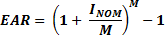 EAR = (1 + I_NOM / M)^M − 1